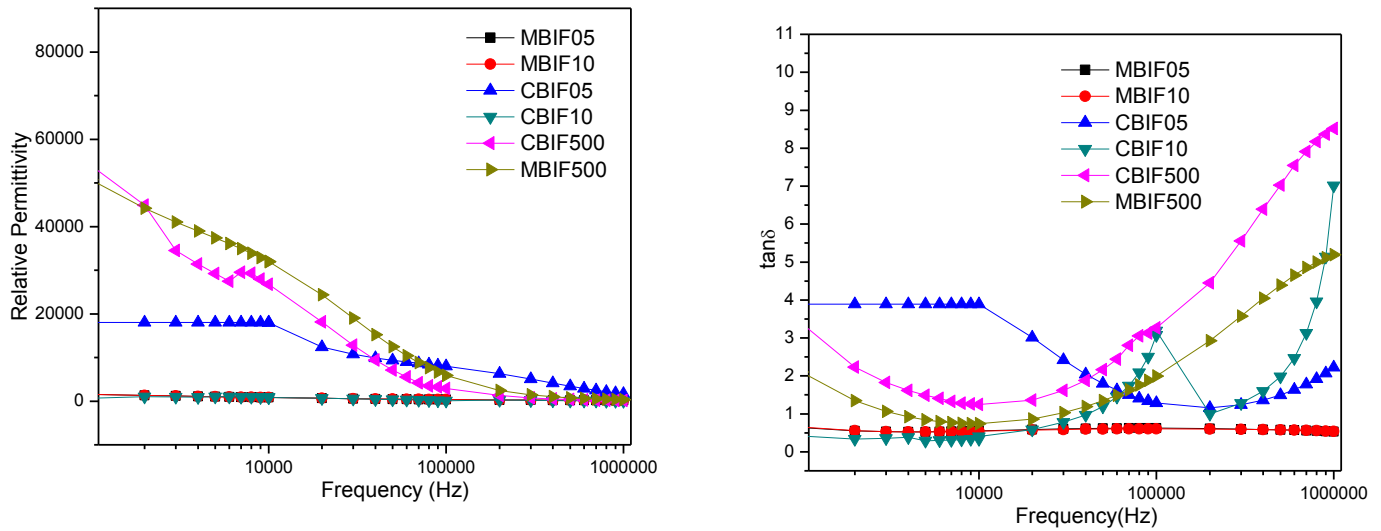 80000
60000
40000
20000
0
Relative Permittivity
MBIF05
MBIF10
CBIF05
CBIF10
CBIF500
MBIF500
10000
100000
1000000
Frequency (Hz)
11
10
9
8
7
6
5
4
3
2
1
0
tanδ
MBIF05
MBIF10
CBIF05
CBIF10
CBIF500
MBIF500
10000
100000
1000000
Frequency(Hz)